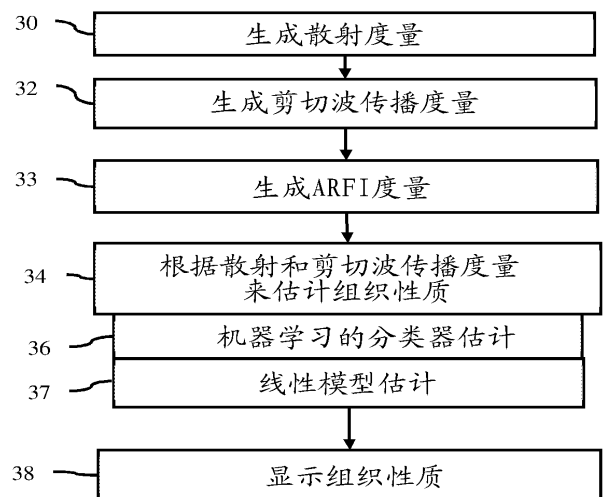 30 生成散射度量
32 生成剪切波传播度量
33 生成ARFI度量
34 根据散射和剪切波传播度量
来估计组织性质
36 机器学习的分类器估计
37 线性模型估计
38 显示组织性质